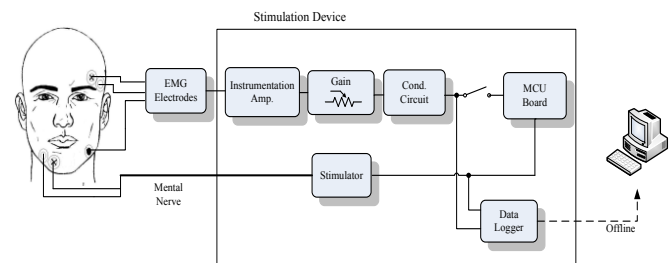 Stimulation Device
EMG
Electrodes
Instrumentation
Amp.
Gain
Cond.
Circuit
MCU
Board
Stimulator
Mental
Nerve
Data
Logger
Offline